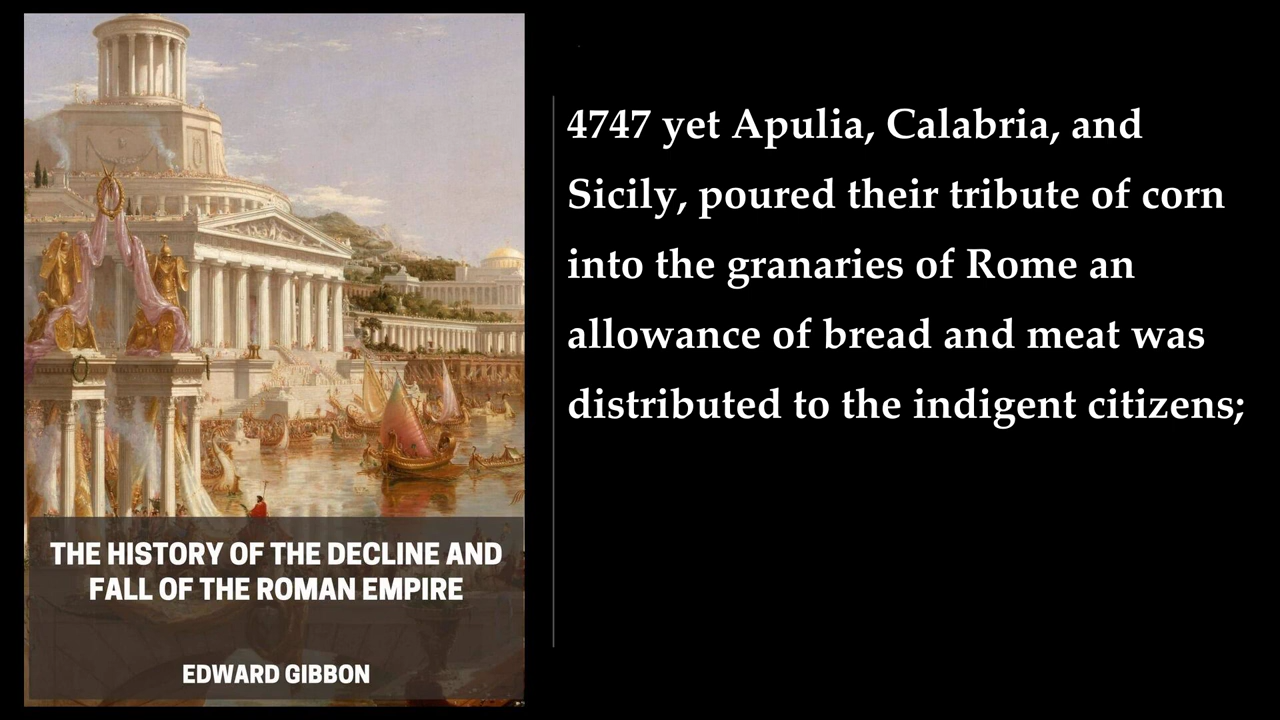 THE HISTORY OF THE DECLINE AND
FALL OF THE ROMAN EMPIRE
EDWARD GIBBON
4747 yet Apulia, Calabria, and
Sicily, poured their tribute of corn
into the granaries of Rome an
allowance of bread and meat was
distributed to the indigent citizens;